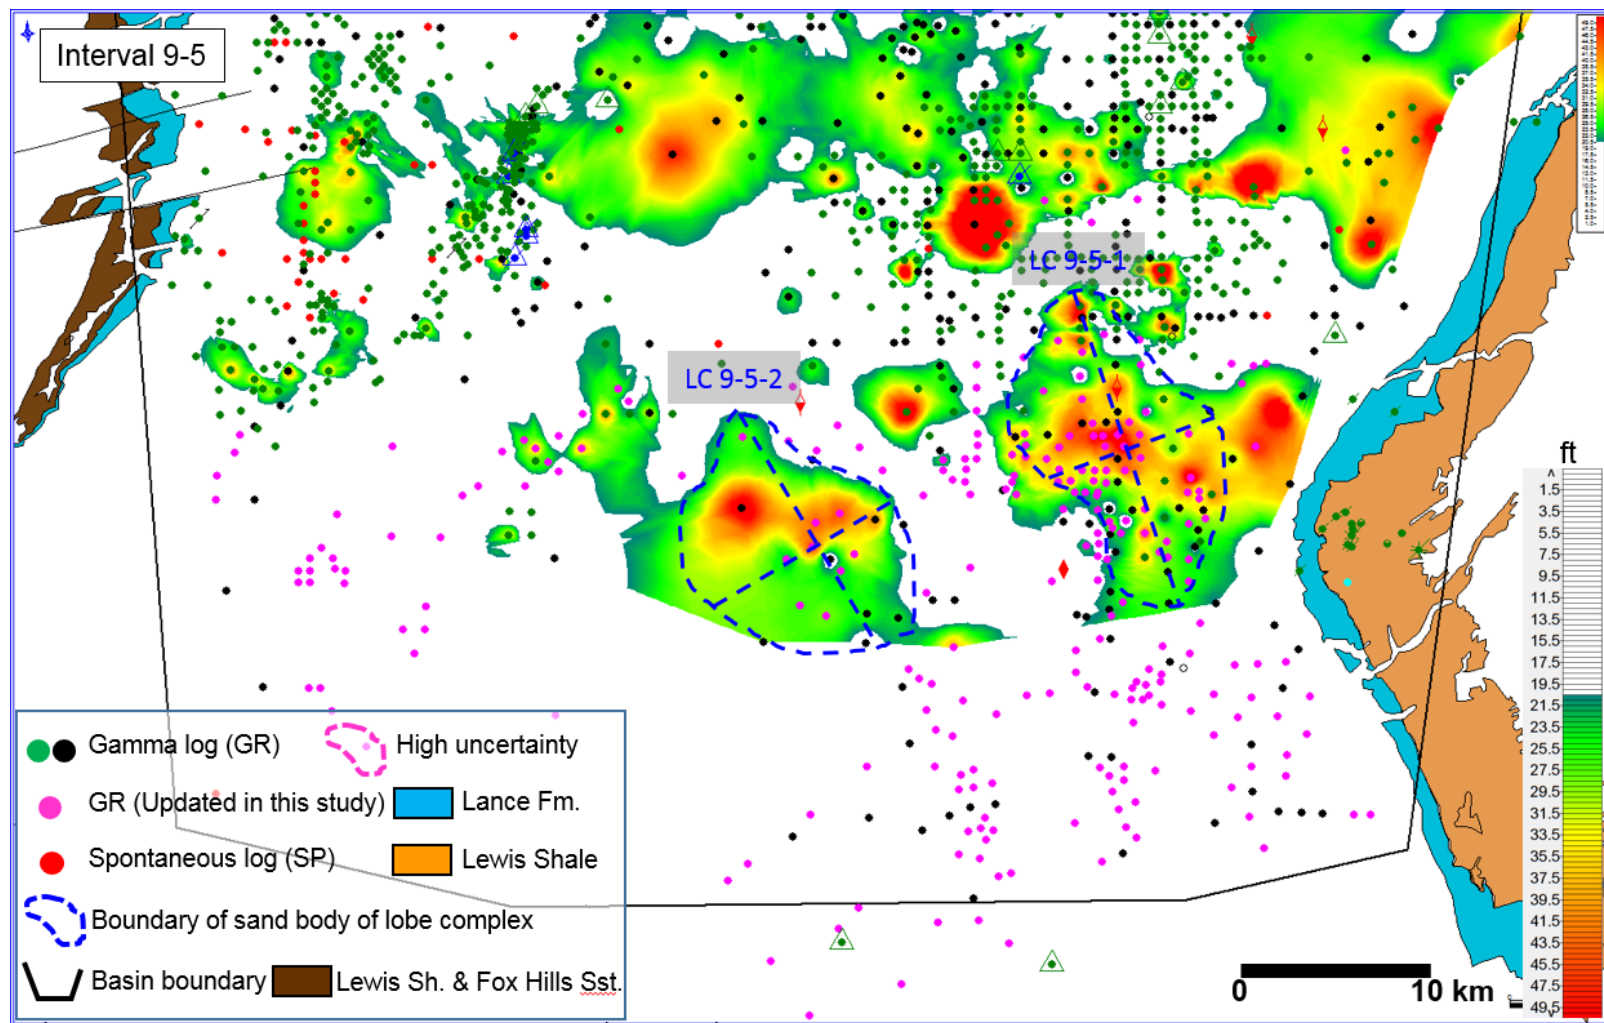 Interval 9-5
LC 9-5-1
LC 9-5-2
ft
1.5
3.5
5.5
7.5
9.5
11.5
13.5
15.5
17.5
19.5
21.5
23.5
25.5
27.5
29.5
31.5
33.5
35.5
37.5
39.5
41.5
43.5
45.5
47.5
49.5
Gamma log (GR)
High uncertainty
GR (Updated in this study)
Lance Fm.
Spontaneous log (SP)
Lewis Shale
Boundary of sand body of lobe complex
Basin boundary
Lewis Sh. & Fox Hills Sst.
0
10 km